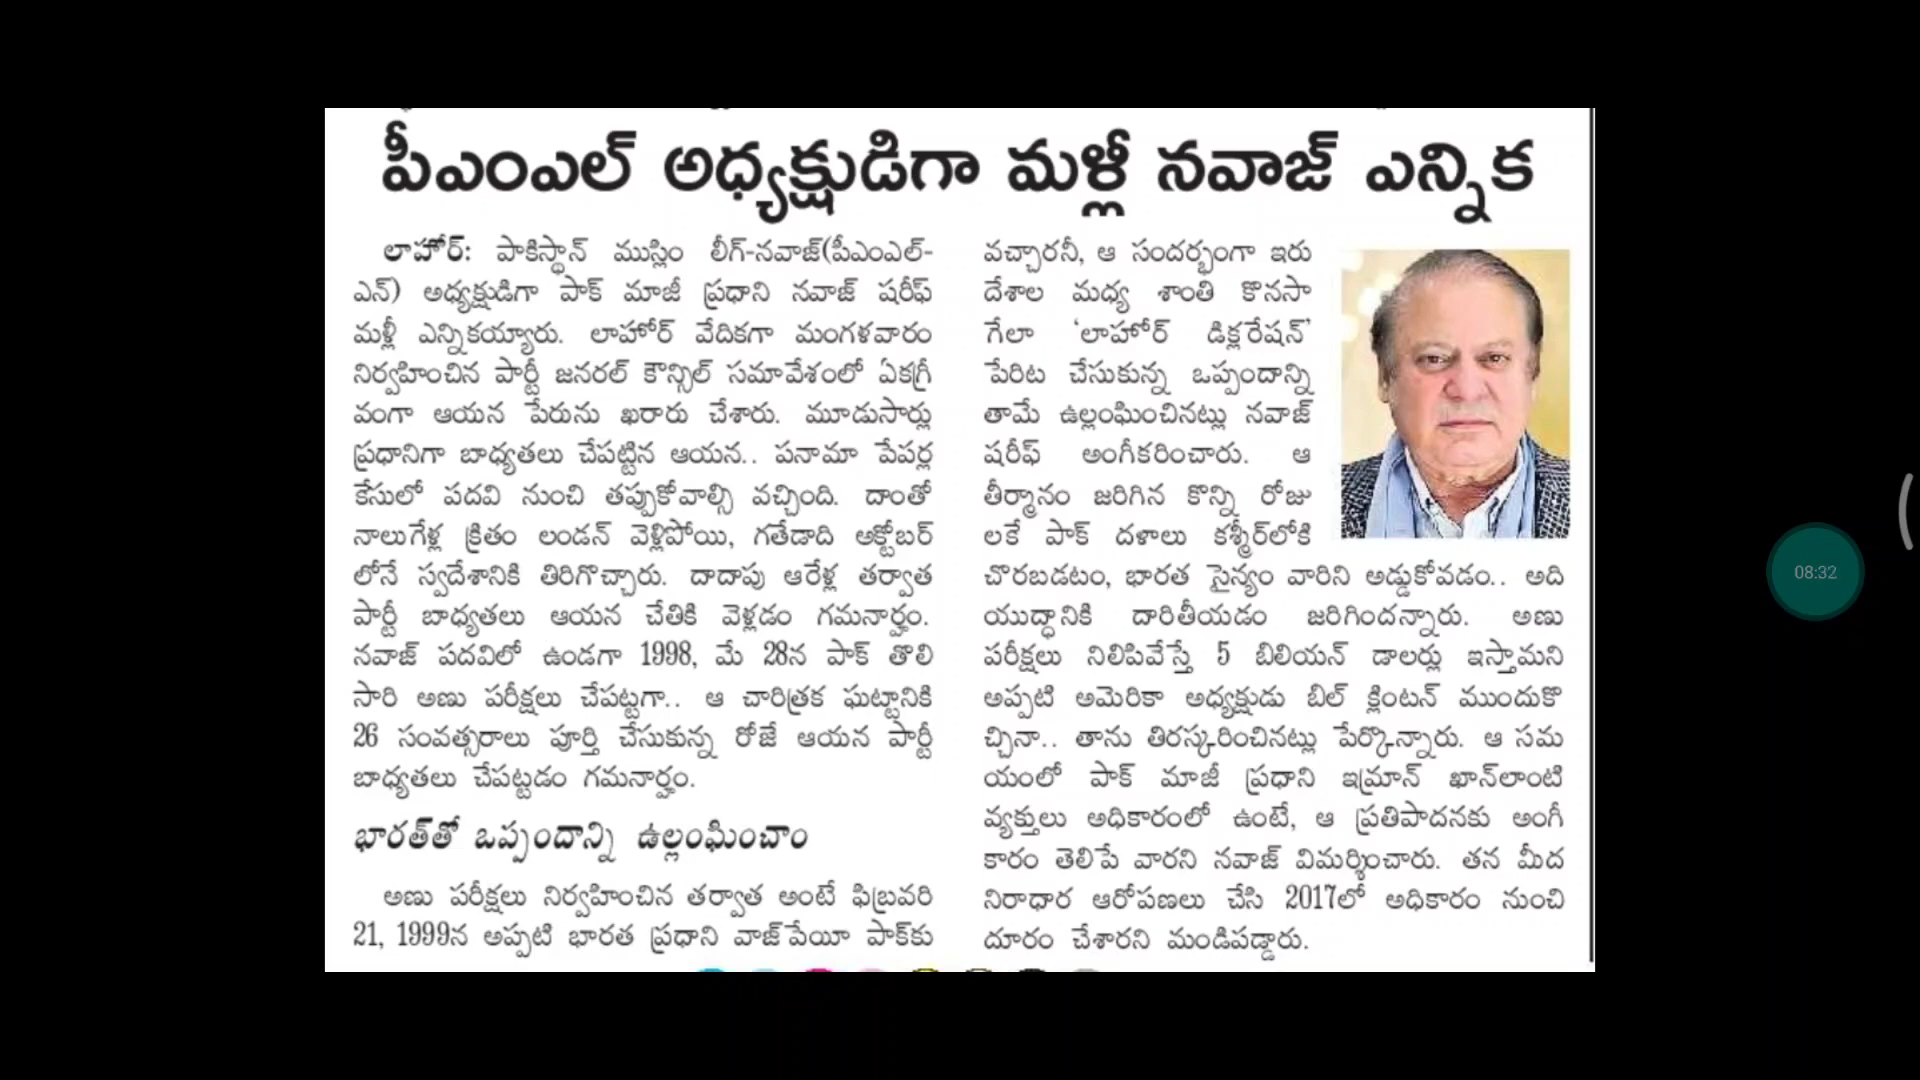 పీఎంఎల్ అధ్యక్షుడిగా మళ్లీ నవాజ్ ఎన్నిక
లాహోర్: పాకిస్థాన్ ముస్లిం లీగ్-నవాజ్(పీఎంఎల్-
ఎన్) అధ్యక్షుడిగా పాక్ మాజీ ప్రధాని నవాజ్ షరీఫ్
మళ్లీ ఎన్నికయ్యారు. లాహోర్ వేదికగా మంగళవారం
నిర్వహించిన పార్టీ జనరల్ కౌన్సిల్ సమావేశంలో ఏకగ్రీ
వంగా ఆయన పేరును ఖరారు చేశారు. మూడుసార్లు
ప్రధానిగా బాధ్యతలు చేపట్టిన ఆయన.. పనామా పేపర్ల
కేసులో పదవి నుంచి తప్పుకోవాల్సి వచ్చింది. దాంతో
నాలుగేళ్ల క్రితం లండన్ వెళ్లిపోయి, గతేడాది అక్టోబర్
లోనే స్వదేశానికి తిరిగొచ్చారు. దాదాపు ఆరేళ్ల తర్వాత
పార్టీ బాధ్యతలు ఆయన చేతికి వెళ్లడం గమనార్హం.
నవాజ్ పదవిలో ఉండగా 1998, మే 28న పాక్ తొలి
సారి అణు పరీక్షలు చేపట్టగా.. ఆ చారిత్రక ఘట్టానికి
26 సంవత్సరాలు పూర్తి చేసుకున్న రోజే ఆయన పార్టీ
బాధ్యతలు చేపట్టడం గమనార్హం.
భారత్‌తో ఒప్పందాన్ని ఉల్లంఘించాం
అణు పరీక్షలు నిర్వహించిన తర్వాత అంటే ఫిబ్రవరి
21, 1999న అప్పటి భారత ప్రధాని వాజ్‌పేయీ పాక్‌కు
వచ్చారనీ, ఆ సందర్భంగా ఇరు
దేశాల మధ్య శాంతి కొనసా
గేలా 'లాహోర్ డిక్లరేషన్'
పేరిట చేసుకున్న ఒప్పందాన్ని
తామే ఉల్లంఘించినట్లు నవాజ్
షరీఫ్ అంగీకరించారు. ఆ
తీర్మానం జరిగిన కొన్ని రోజు
లకే పాక్ దళాలు కశ్మీర్‌లోకి
చొరబడటం, భారత సైన్యం వారిని అడ్డుకోవడం.. అది
యుద్ధానికి దారితీయడం జరిగిందన్నారు. అణు
పరీక్షలు నిలిపివేస్తే 5 బిలియన్ డాలర్లు ఇస్తామని
అప్పటి అమెరికా అధ్యక్షుడు బిల్ క్లింటన్ ముందుకొ
చ్చినా.. తాను తిరస్కరించినట్లు పేర్కొన్నారు. ఆ సమ
యంలో పాక్ మాజీ ప్రధాని ఇమ్రాన్ ఖాన్‌లాంటి
వ్యక్తులు అధికారంలో ఉంటే, ఆ ప్రతిపాదనకు అంగీ
కారం తెలిపే వారని నవాజ్ విమర్శించారు. తన మీద
నిరాధార ఆరోపణలు చేసి 2017లో అధికారం నుంచి
దూరం చేశారని మండిపడ్డారు.
08:32